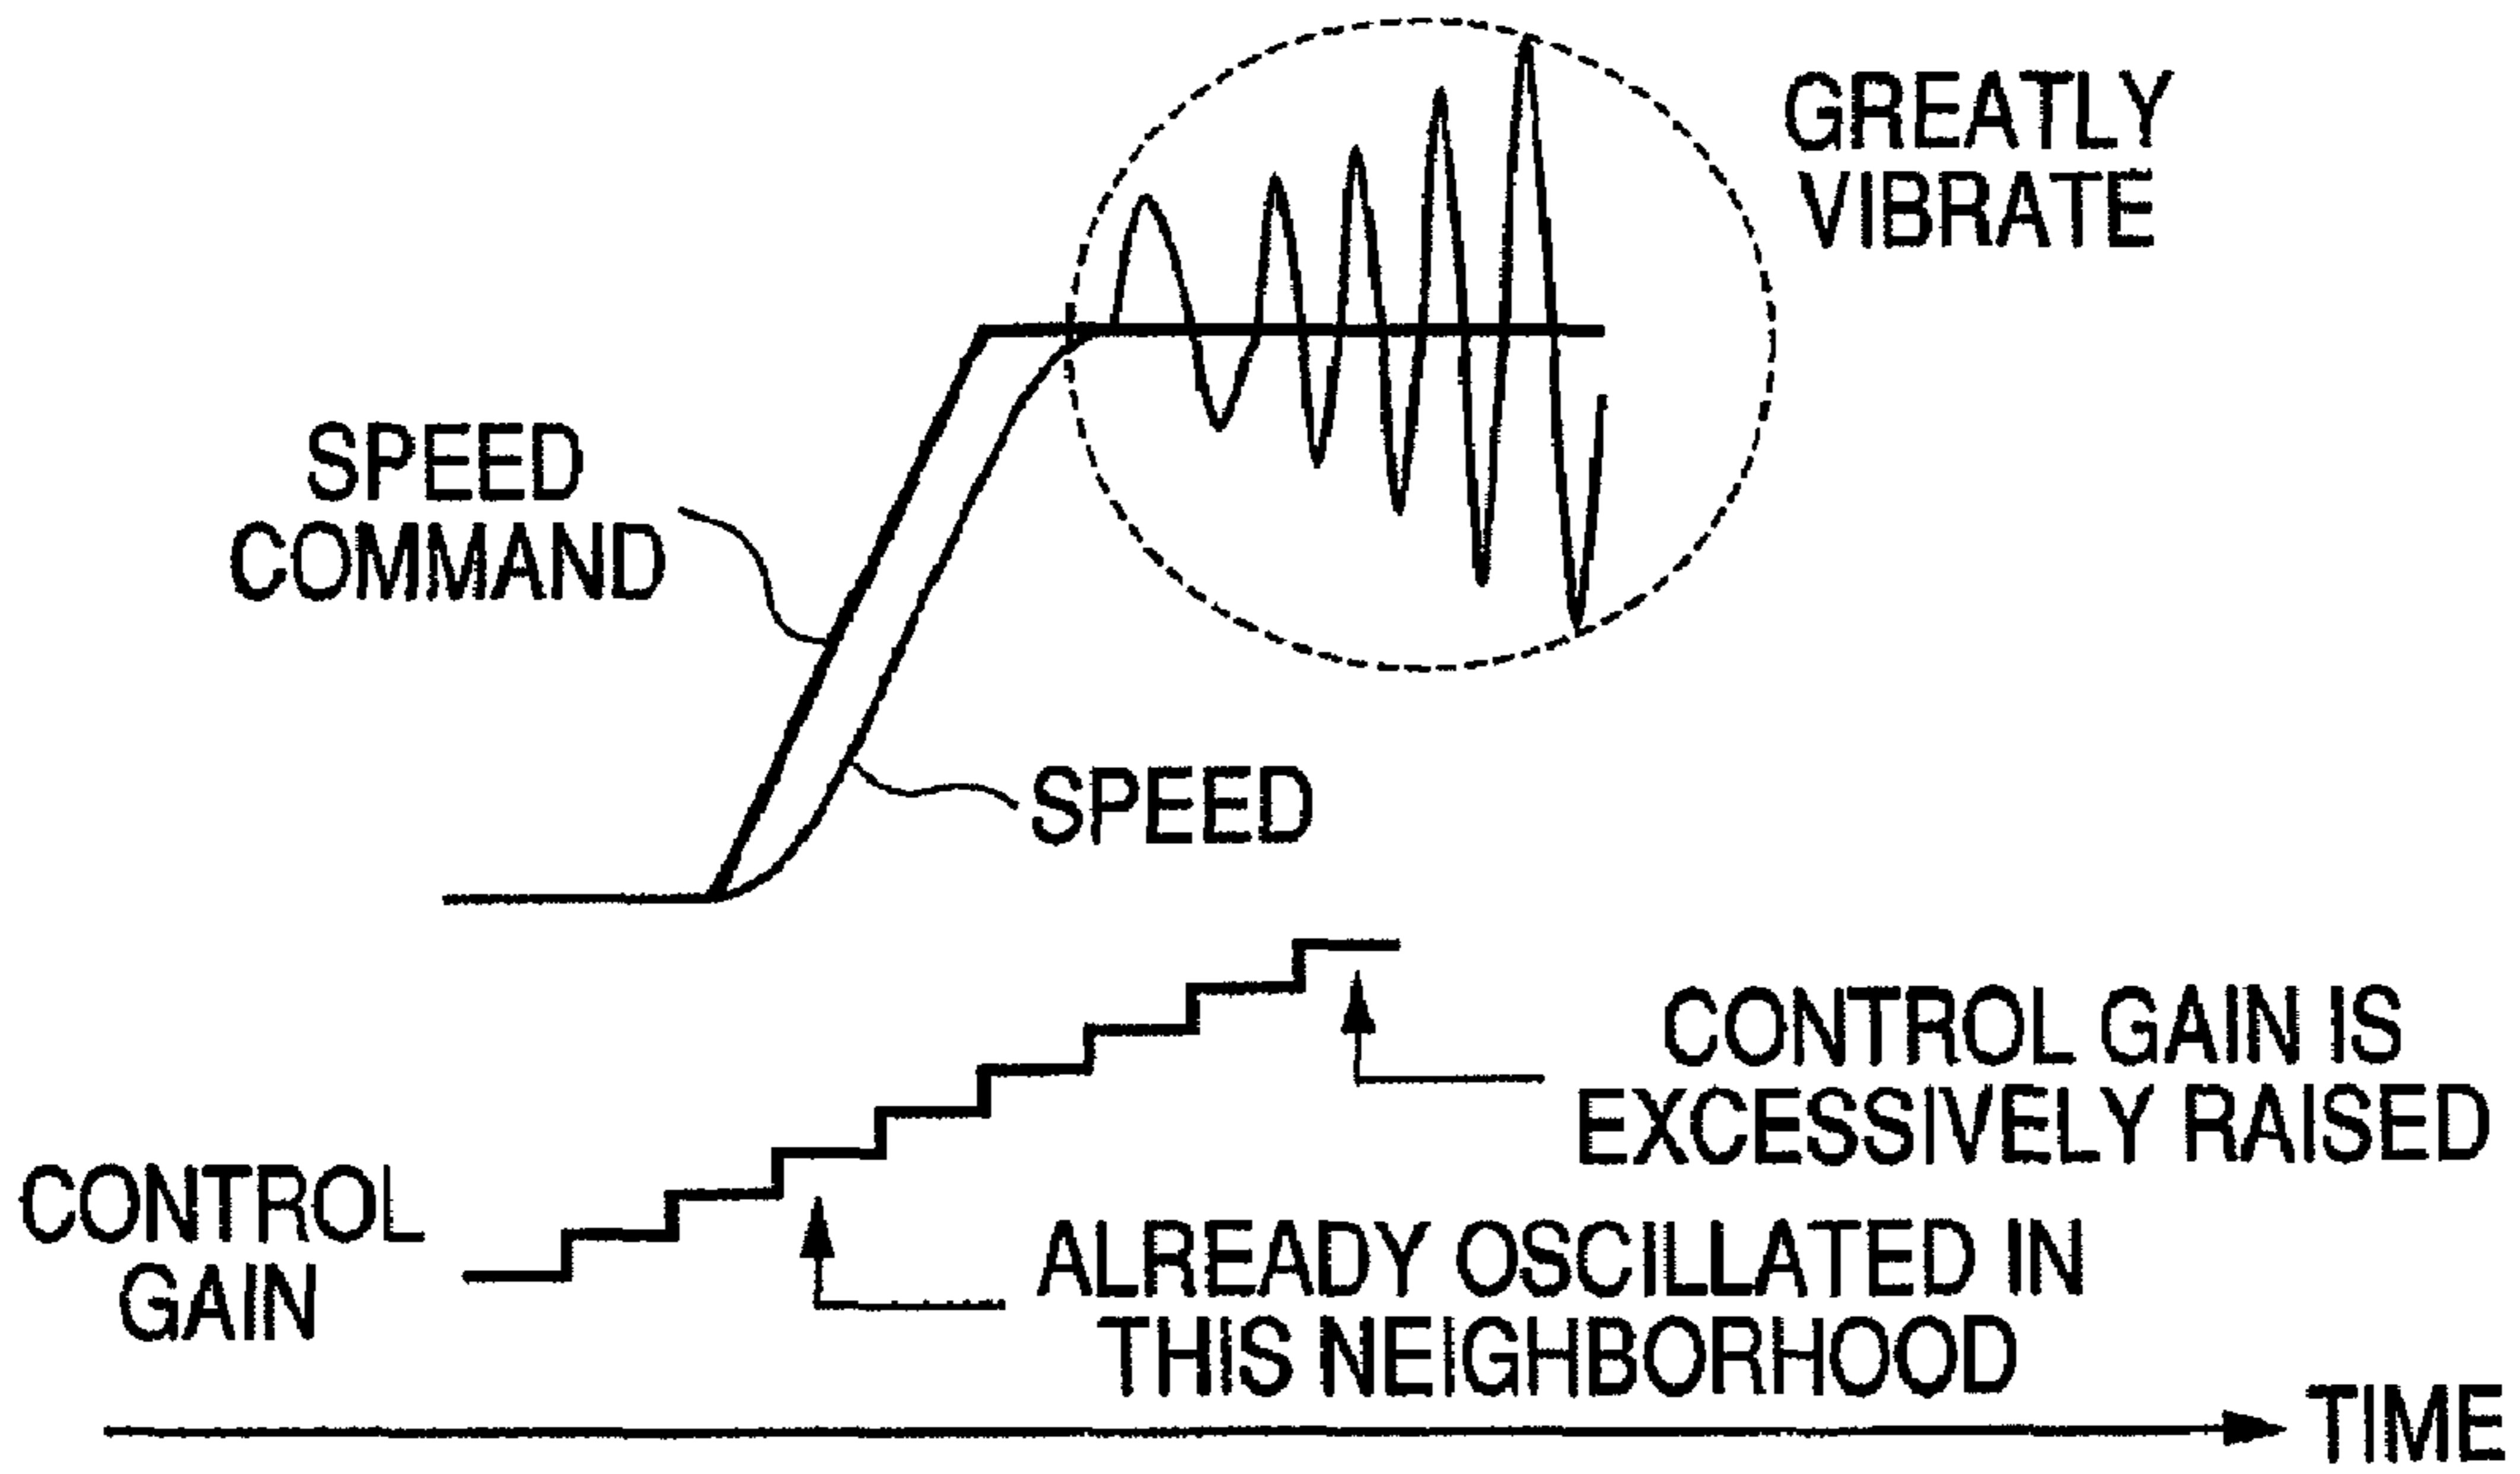 GREATLY
VIBRATE
SPEED
COMMAND
SPEED
CONTROL GAIN IS
EXCESSIVELY RAISED
CONTROL
GAIN
ALREADY OSCILLATED IN
THIS NEIGHBORHOOD
TIME